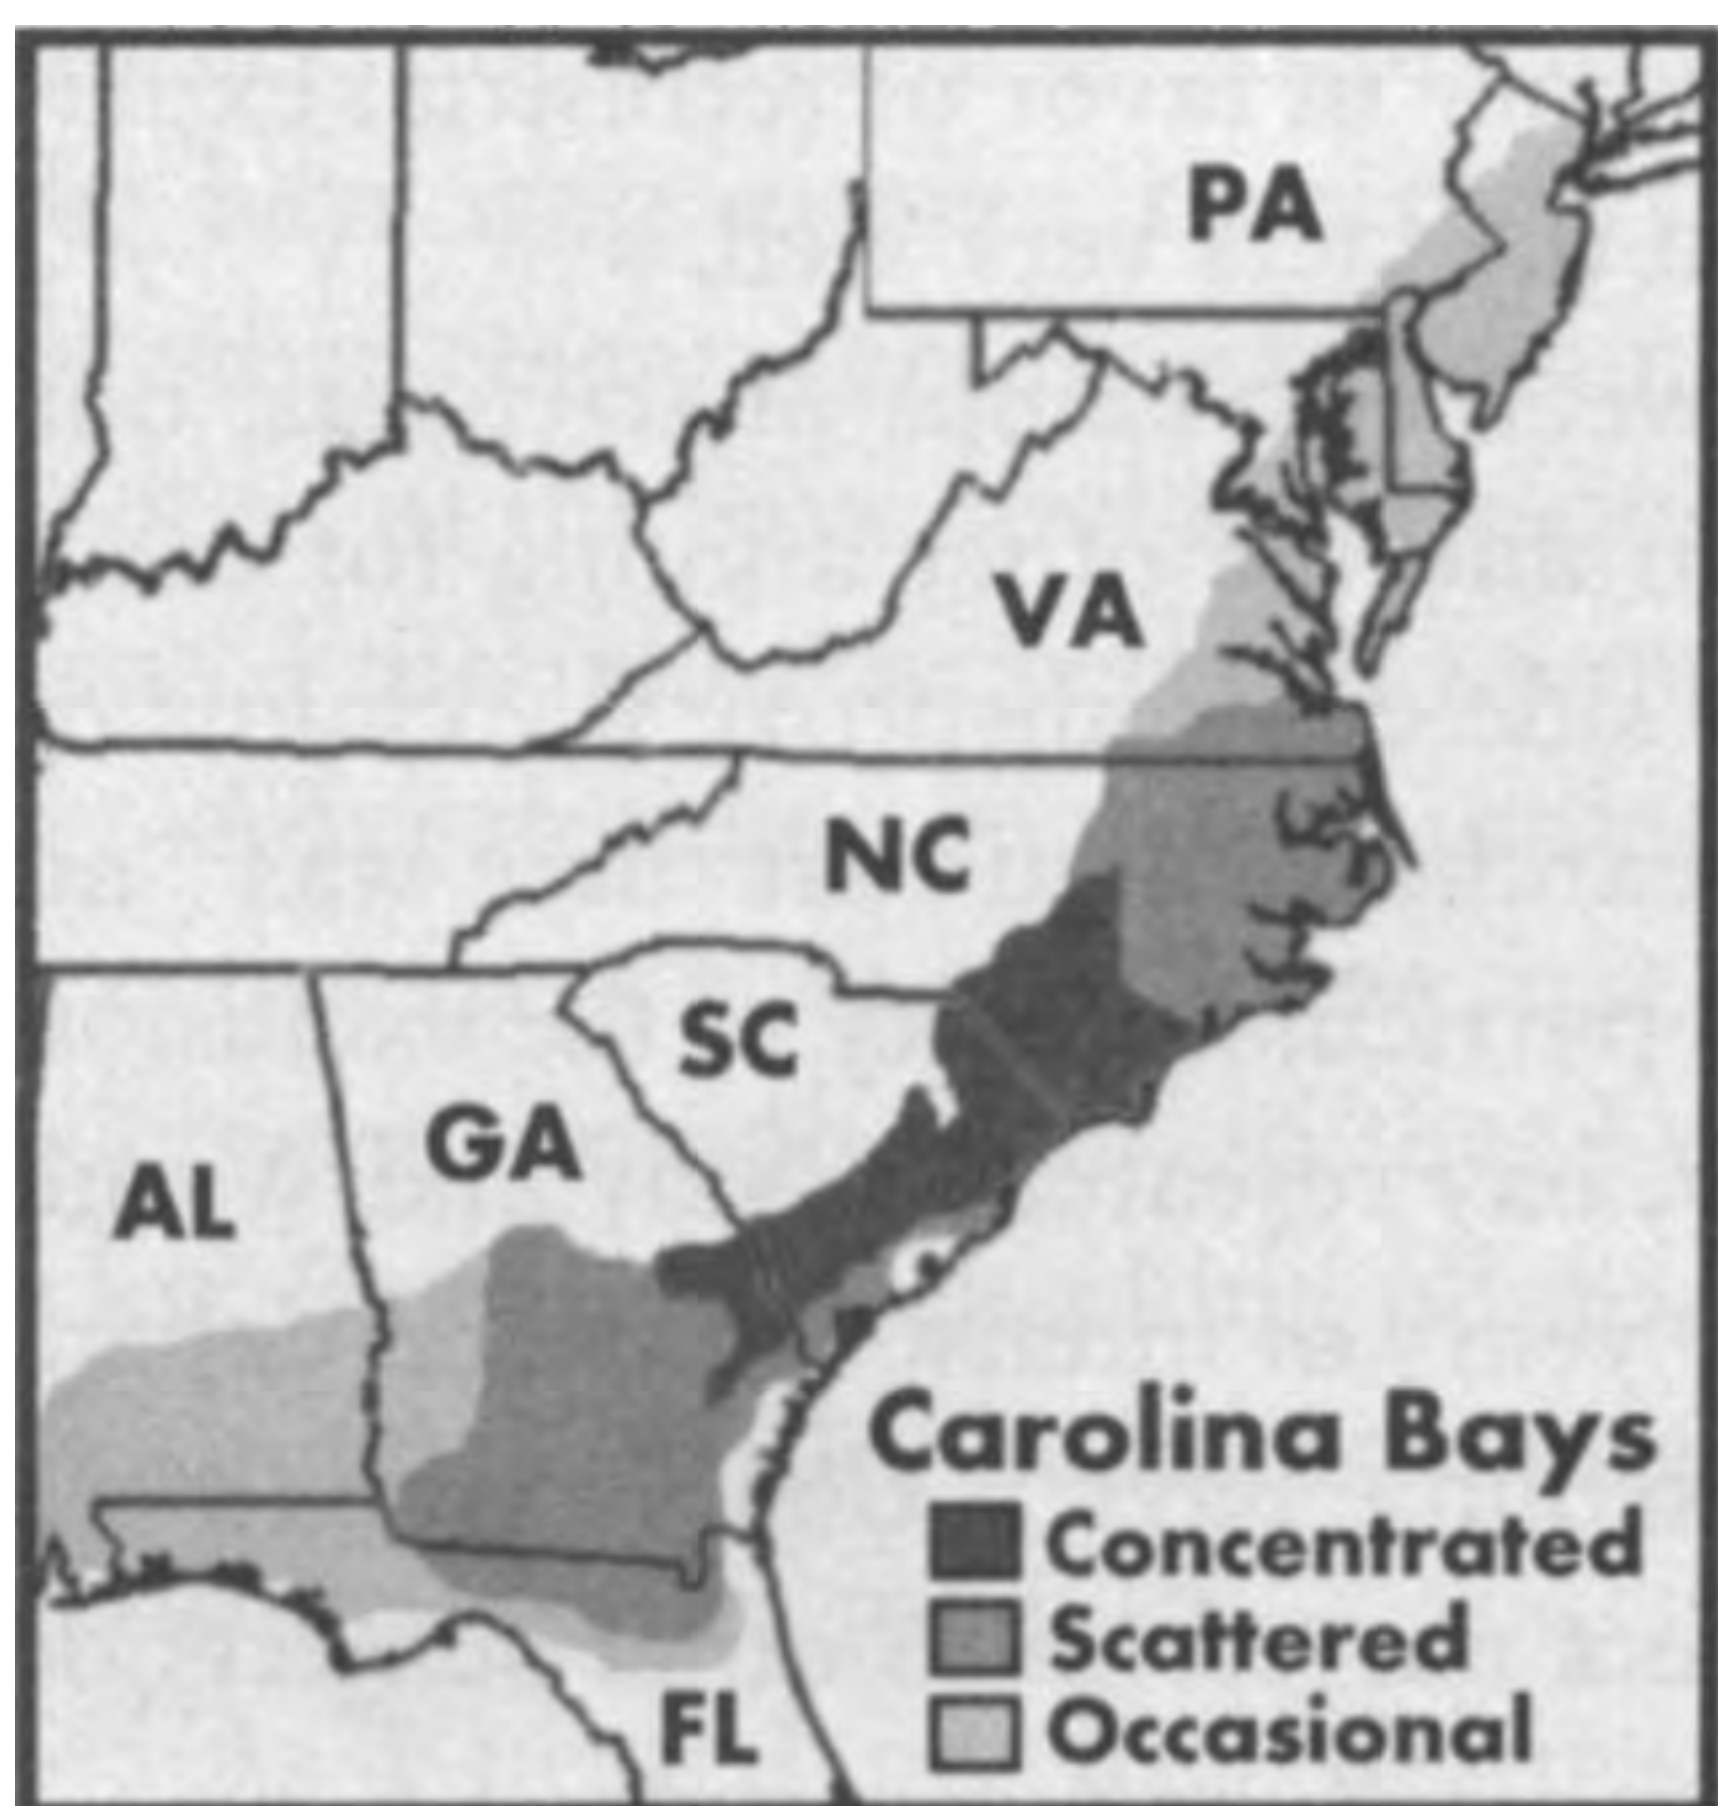 PA
VA
NC
SC
GA
AL
Carolina Bays
Concentrated
Scattered
Occasional
FL